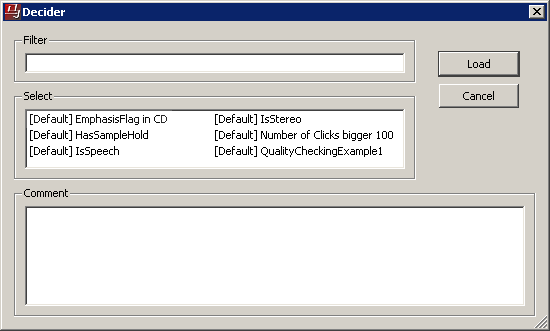 Decider
Filter
Load
Cancel
Select
[Default] EmphasisFlag in CD [Default] IsStereo
[Default] HasSampleHold [Default] Number of Clicks bigger 100
[Default] IsSpeech [Default] QualityCheckingExample1
Comment